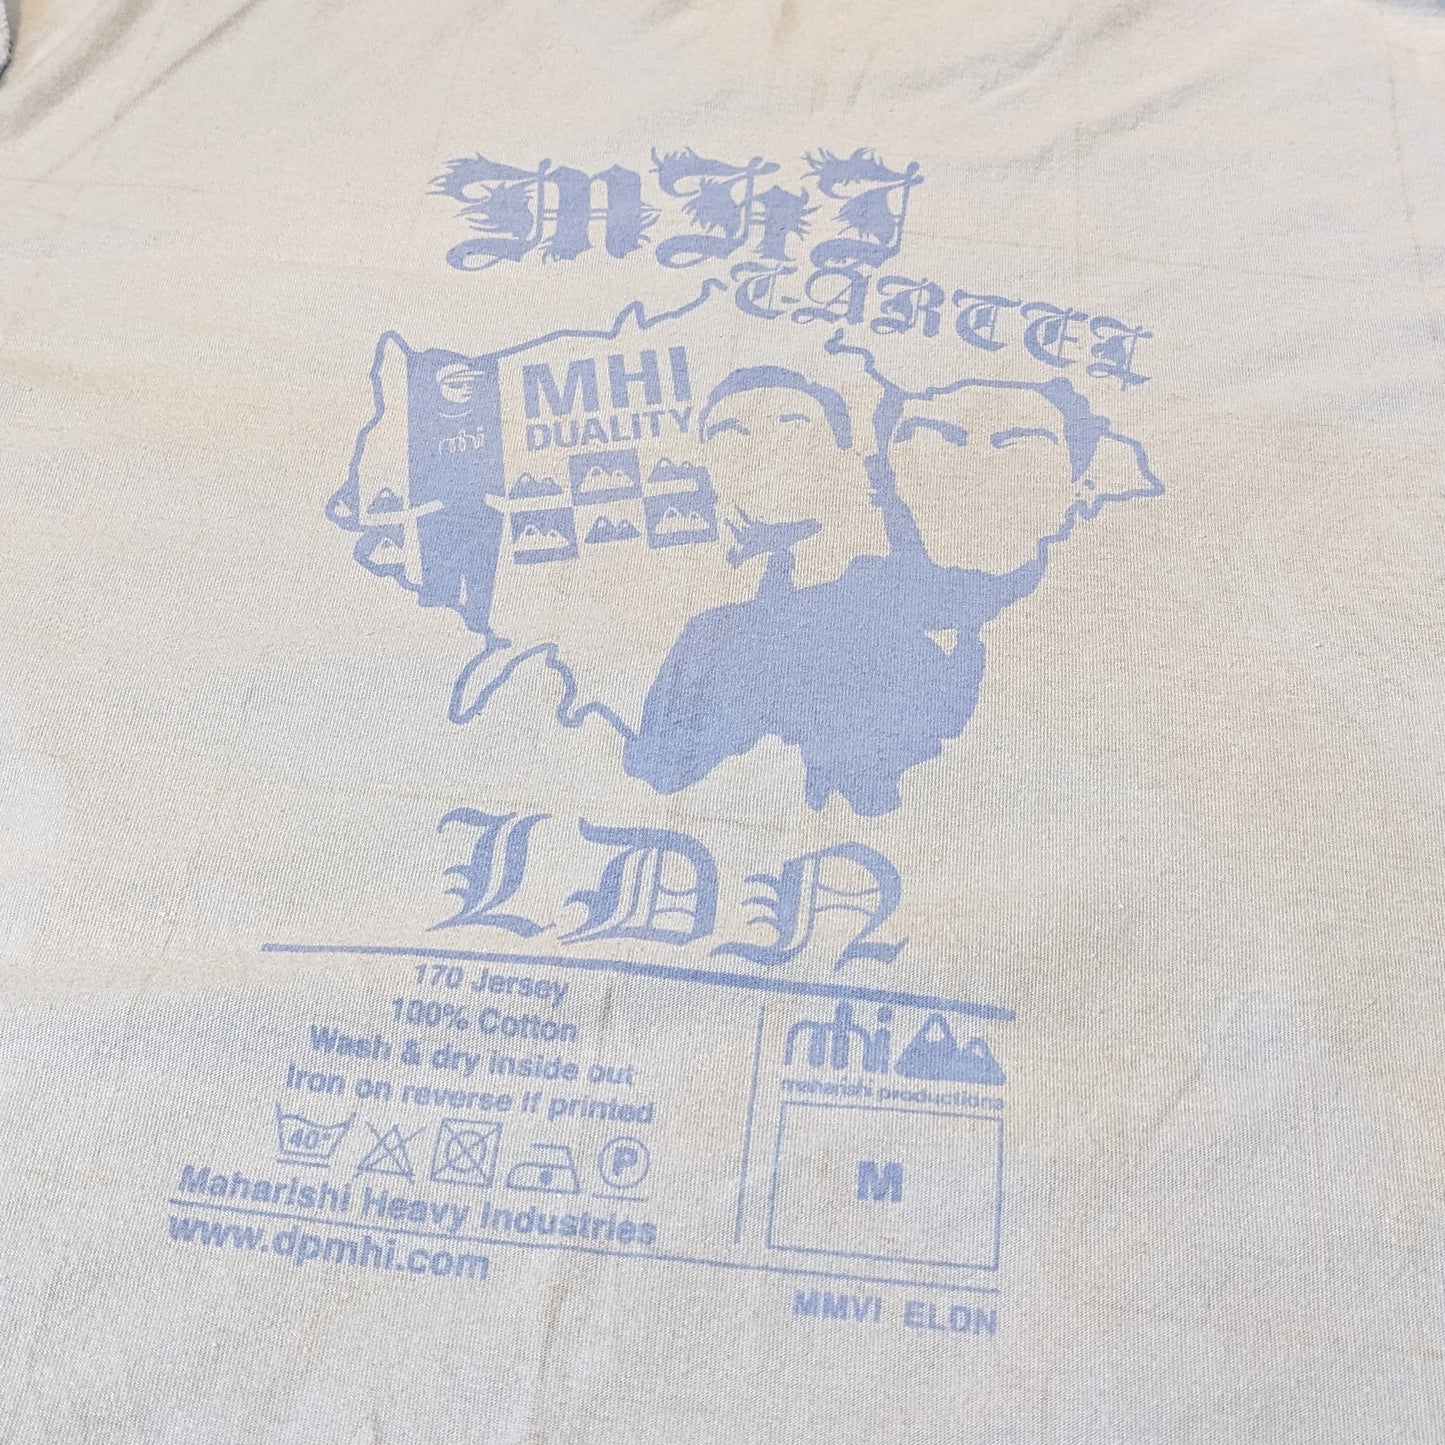 MHI
CARTEL
mhi
MHI
DUALITY
LDN
170 Jersey
100% Cotton
Wash & dry inside out
Iron on reverse if printed
40°
P
Maharishi Heavy Industries
www.dpmhi.com
mhi
maharishi productions
M
MMVI ELDN